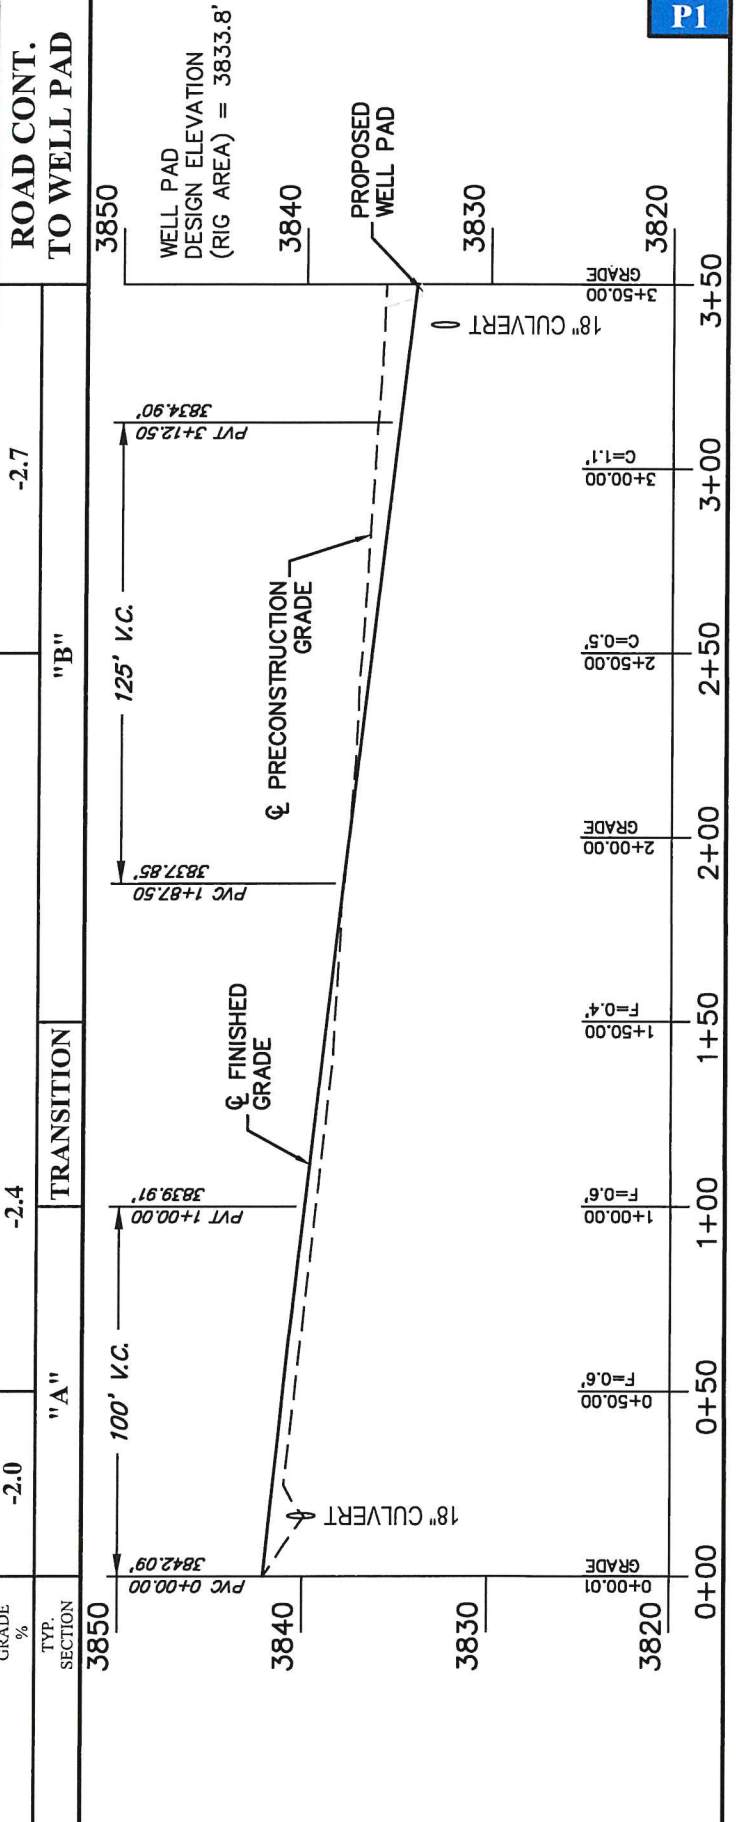 GRADE
%
-2.0
-2.4
-2.7
ROAD CONT.
TO WELL PAD
TYP.
SECTION
"A"
TRANSITION
"B"
3850
3840
3830
3820
100' V.C.
125' V.C.
PVC 0+00.00
3842.09'
PVT 1+00.00
3839.91'
PVC 1+87.50
3837.85'
PVT 3+12.50
3834.90'
℄ FINISHED
GRADE
℄ PRECONSTRUCTION
GRADE
18" CULVERT
18" CULVERT
3850
3840
3830
3820
WELL PAD
DESIGN ELEVATION
(RIG AREA) = 3833.8'
PROPOSED
WELL PAD
0+00.01
GRADE
0+50.00
F=0.6'
1+00.00
F=0.6'
1+50.00
F=0.4'
2+00.00
GRADE
2+50.00
C=0.5'
3+00.00
C=1.1'
3+50.00
GRADE
0+00
0+50
1+00
1+50
2+00
2+50
3+00
3+50
P1